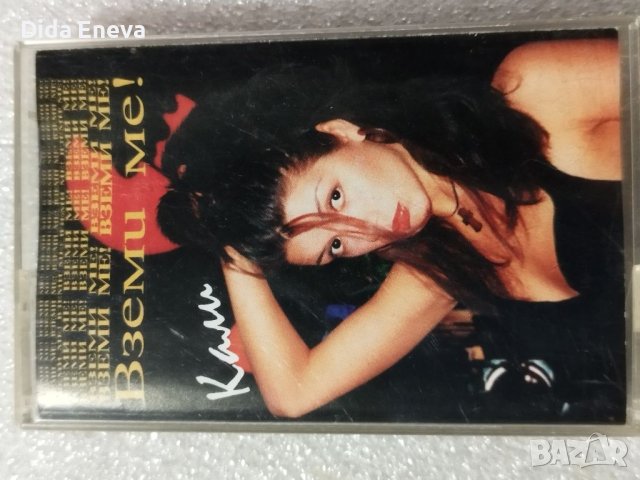 Dida Eneva
ВЗЕМИ МЕ! ВЗЕМИ МЕ!
Вземи ме!
Кали
BAZAR